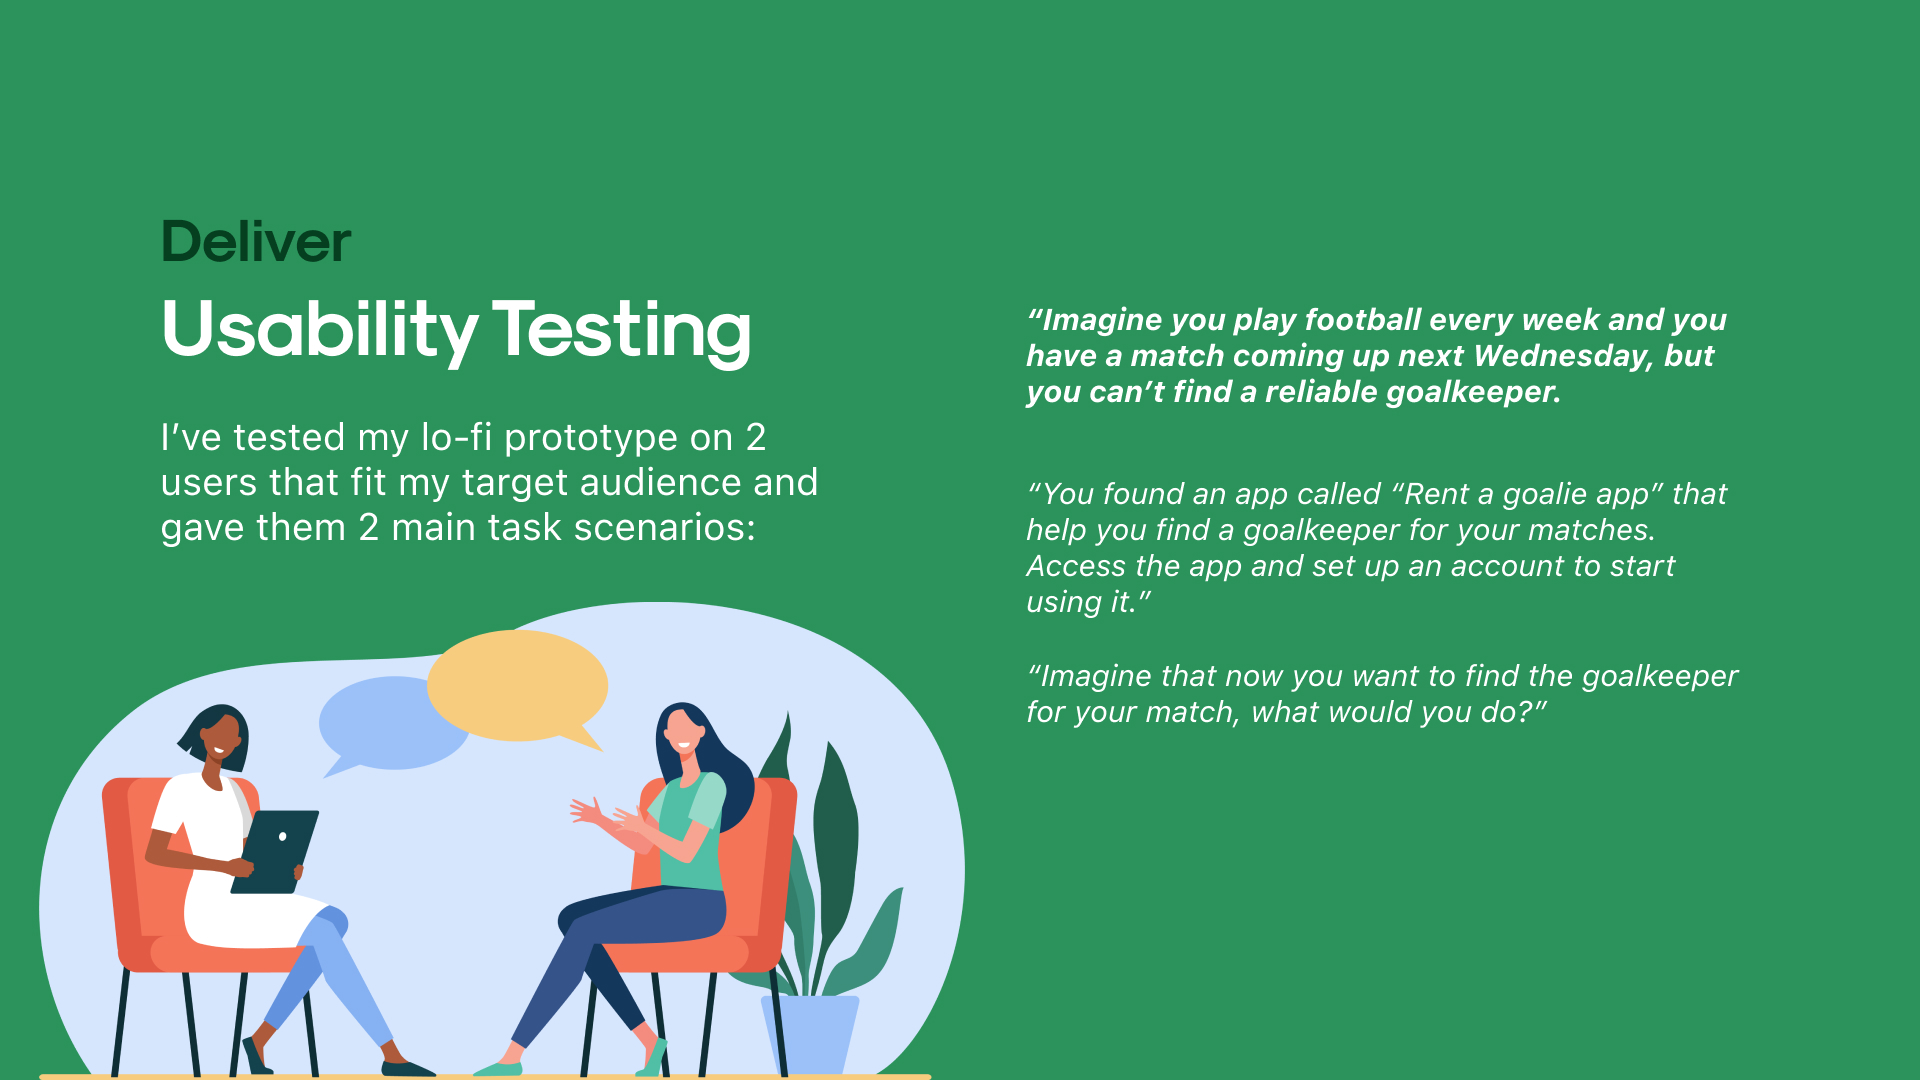 Deliver
Usability Testing
I’ve tested my lo-fi prototype on 2
users that fit my target audience and
gave them 2 main task scenarios:
“Imagine you play football every week and you
have a match coming up next Wednesday, but
you can’t find a reliable goalkeeper.
“You found an app called “Rent a goalie app” that
help you find a goalkeeper for your matches.
Access the app and set up an account to start
using it.”
“Imagine that now you want to find the goalkeeper
for your match, what would you do?”